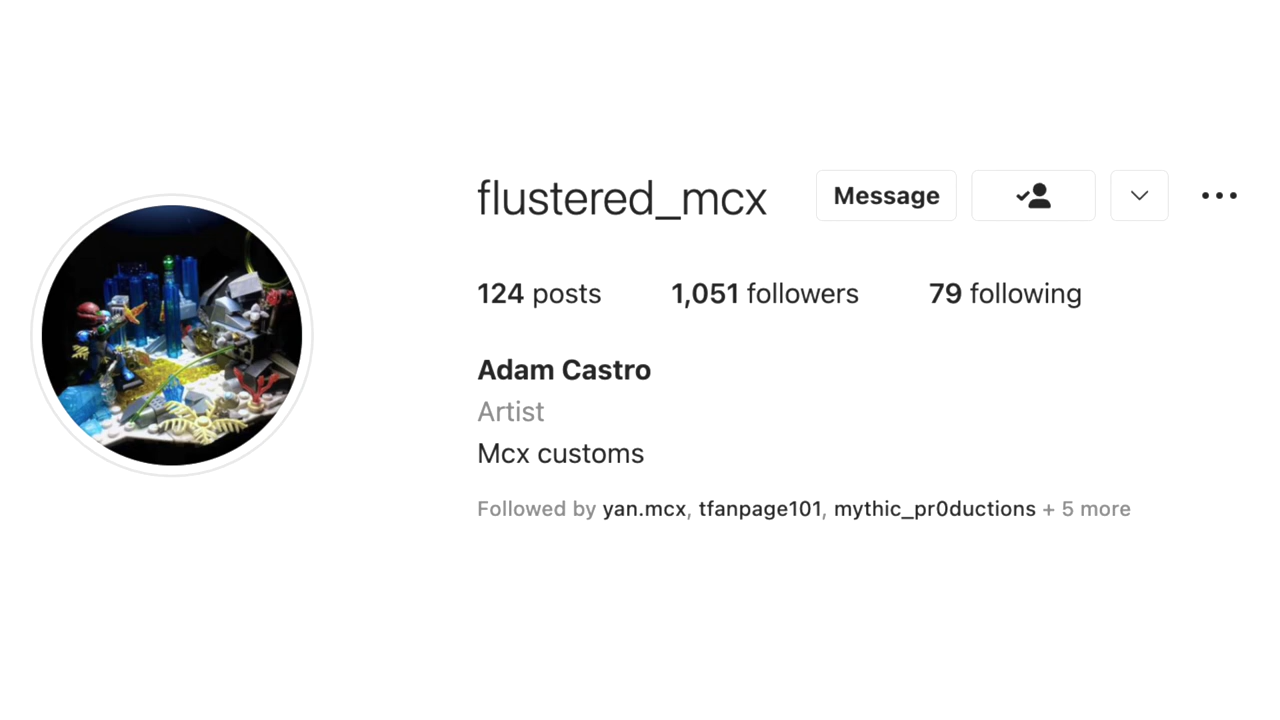 flustered_mcx Message
124 posts 1,051 followers 79 following
Adam Castro
Artist
Mcx customs
Followed by yan.mcx, tfanpage101, mythic_pr0ductions + 5 more